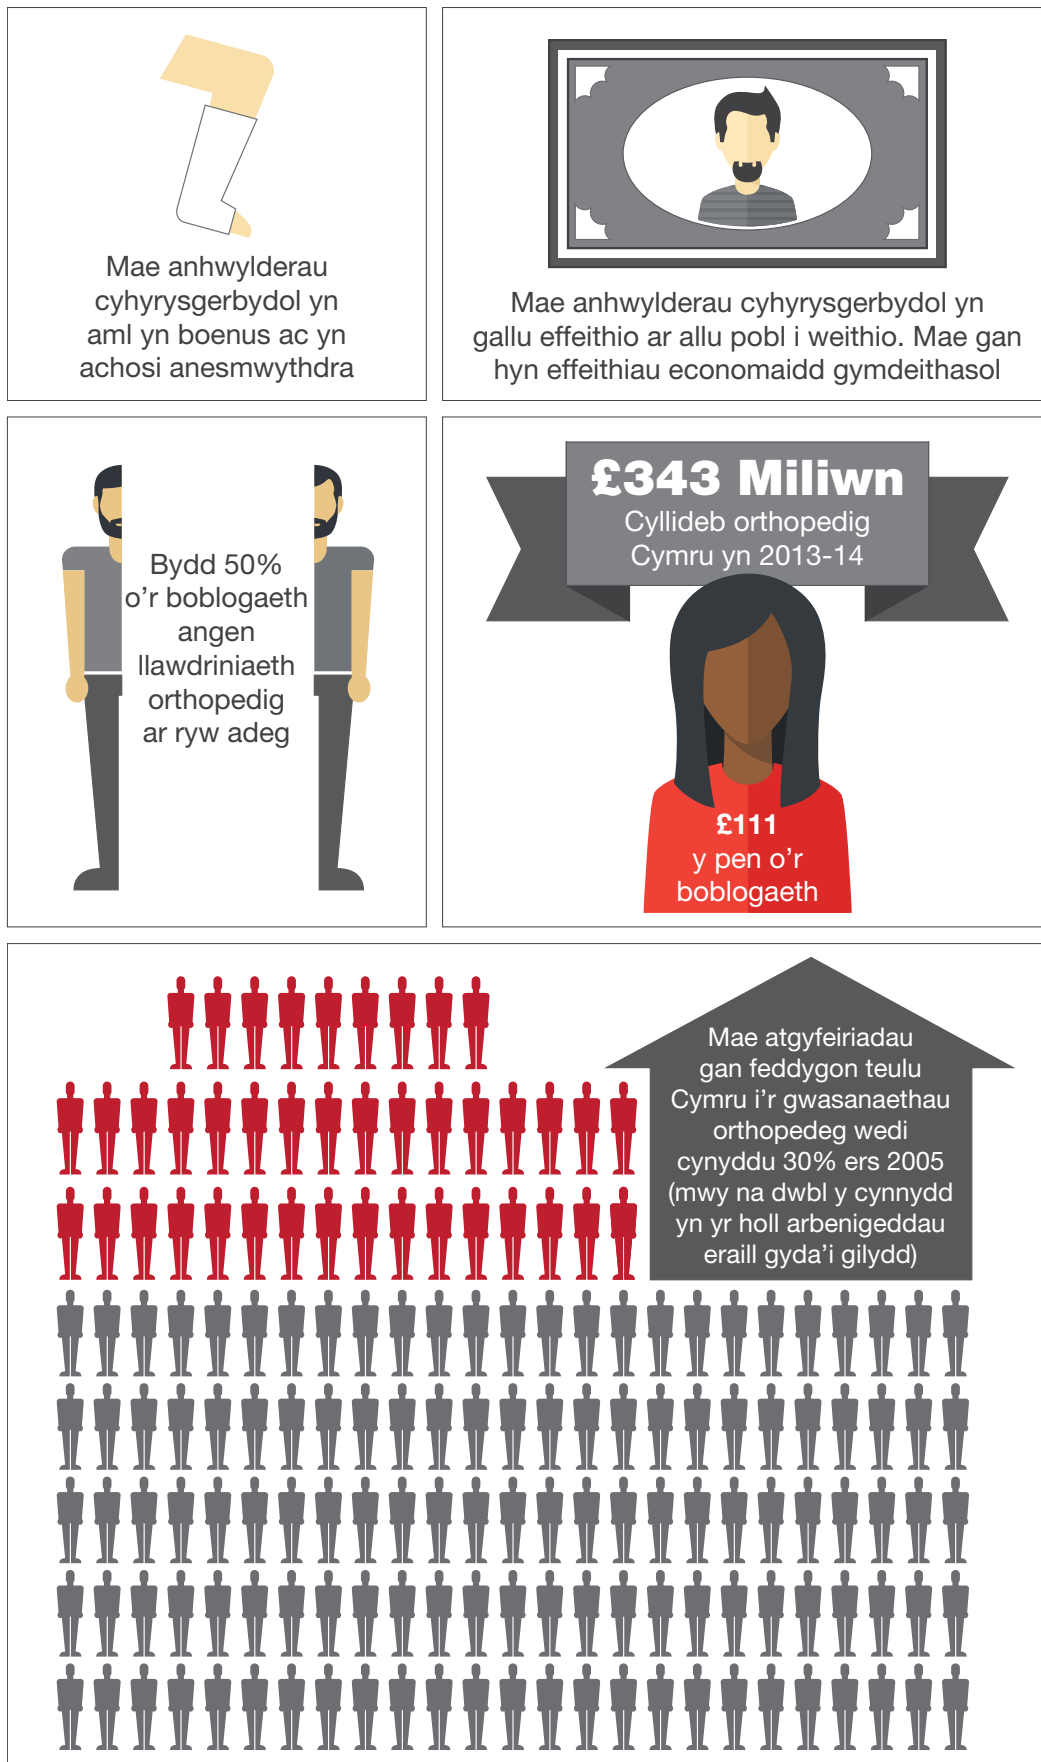 Mae anhwylderau
cyhyrysgerbydol yn
aml yn boenus ac yn
achosi anesmwythdra
Mae anhwylderau cyhyrysgerbydol yn
gallu effeithio ar allu pobl i weithio. Mae gan
hyn effeithiau economaidd gymdeithasol
Bydd 50%
o'r boblogaeth
angen
llawdriniaeth
orthopedig
ar ryw adeg
£343 Miliwn
Cyllideb orthopedig
Cymru yn 2013-14
£111
y pen o'r
boblogaeth
Mae atgyfeiriadau
gan feddygon teulu
Cymru i'r gwasanaethau
orthopedeg wedi
cynyddu 30% ers 2005
(mwy na dwbl y cynnydd
yn yr holl arbenigeddau
eraill gyda'i gilydd)